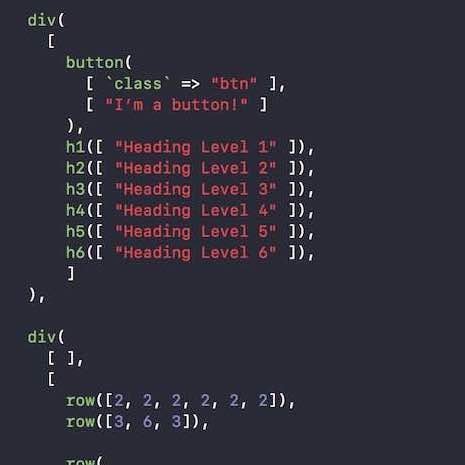 div(
[
button(
[ `class` => "btn" ],
[ "I’m a button!" ]
),
h1([ "Heading Level 1" ]),
h2([ "Heading Level 2" ]),
h3([ "Heading Level 3" ]),
h4([ "Heading Level 4" ]),
h5([ "Heading Level 5" ]),
h6([ "Heading Level 6" ]),
]
),
div(
[ ],
[
row([2, 2, 2, 2, 2, 2]),
row([3, 6, 3]),
row(